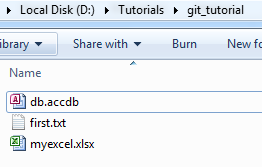 Local Disk (D:) Tutorials git_tutorial
ibrary Share with Burn New fo
Name
db.accdb
first.txt
myexcel.xlsx